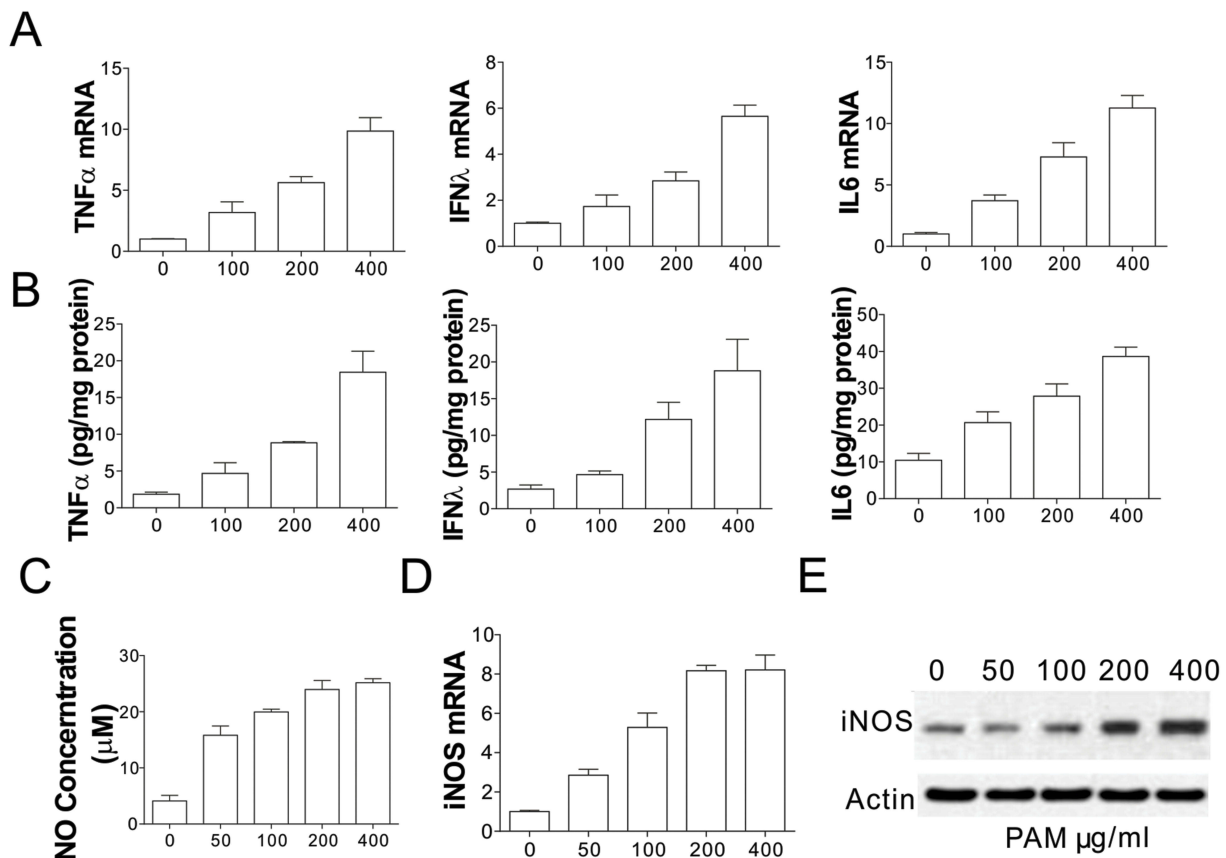 A
TNFα mRNA
15
10
5
0
0 100 200 400
IFNλ mRNA
8
6
4
2
0
0 100 200 400
IL6 mRNA
15
10
5
0
0 100 200 400
B
TNFα (pg/mg protein)
25
20
15
10
5
0
0 100 200 400
IFNλ (pg/mg protein)
25
20
15
10
5
0
0 100 200 400
IL6 (pg/mg protein)
50
40
30
20
10
0
0 100 200 400
C
NO Concerntration
(μM)
30
20
10
0
0 50 100 200 400
D
iNOS mRNA
10
8
6
4
2
0
0 50 100 200 400
E
0 50 100 200 400
iNOS
Actin
PAM μg/ml